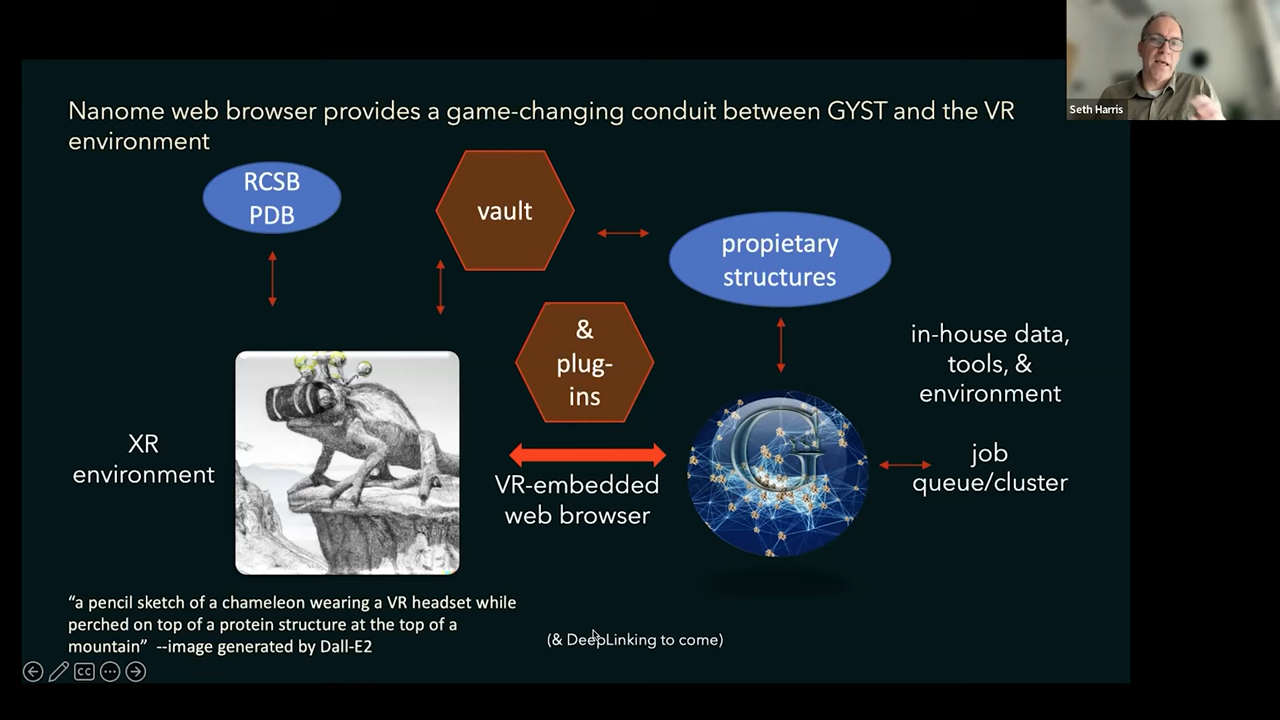 Seth Harris
Nanome web browser provides a game-changing conduit between GYST and the VR
environment
RCSB
PDB
vault
propietary
structures
&
plug-
ins
in-house data,
tools, &
environment
XR
environment
G
VR-embedded
web browser
job
queue/cluster
“a pencil sketch of a chameleon wearing a VR headset while
perched on top of a protein structure at the top of a
mountain” --image generated by Dall-E2
(& DeepLinking to come)
CC